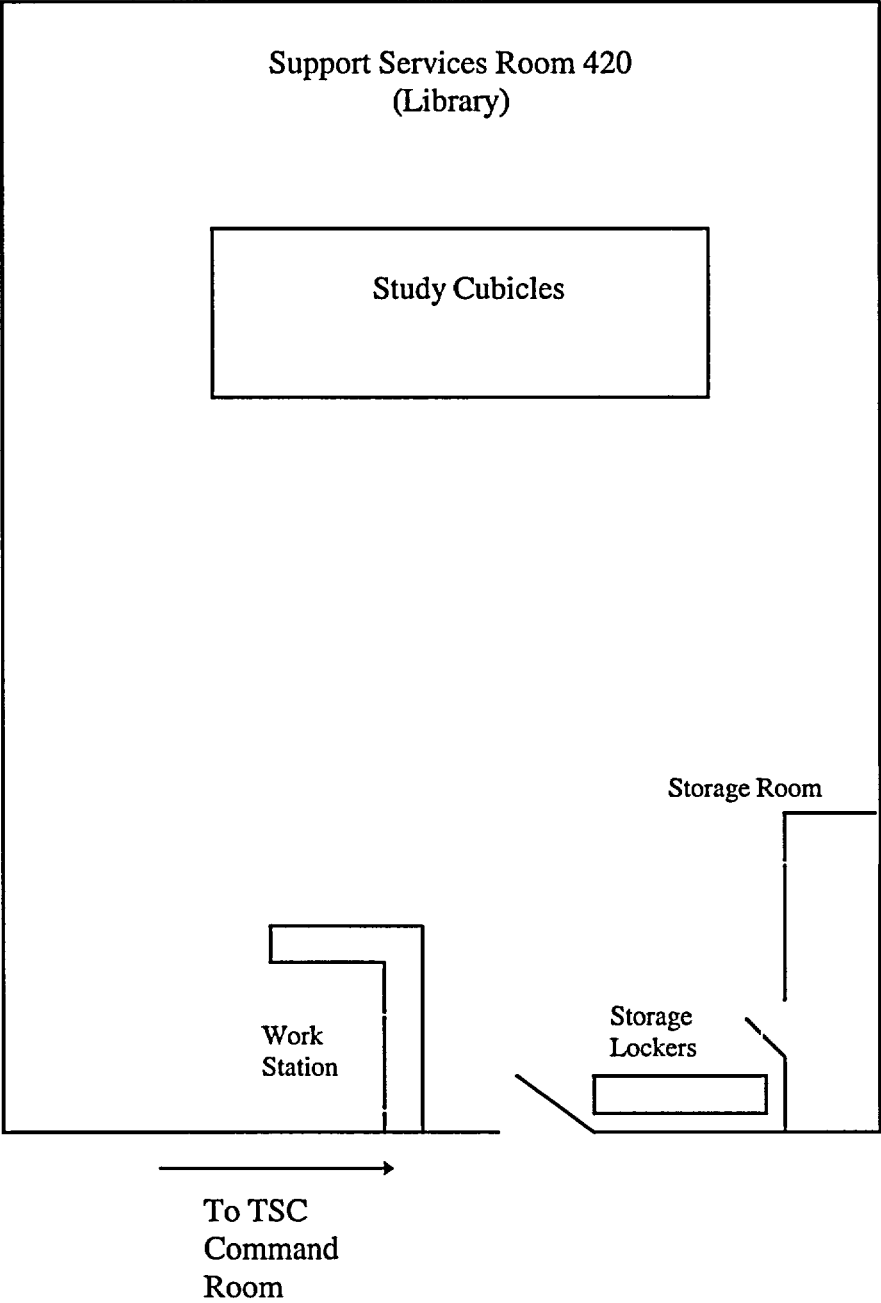 Support Services Room 420
(Library)
Study Cubicles
Storage Room
Storage
Lockers
Work
Station
To TSC
Command
Room